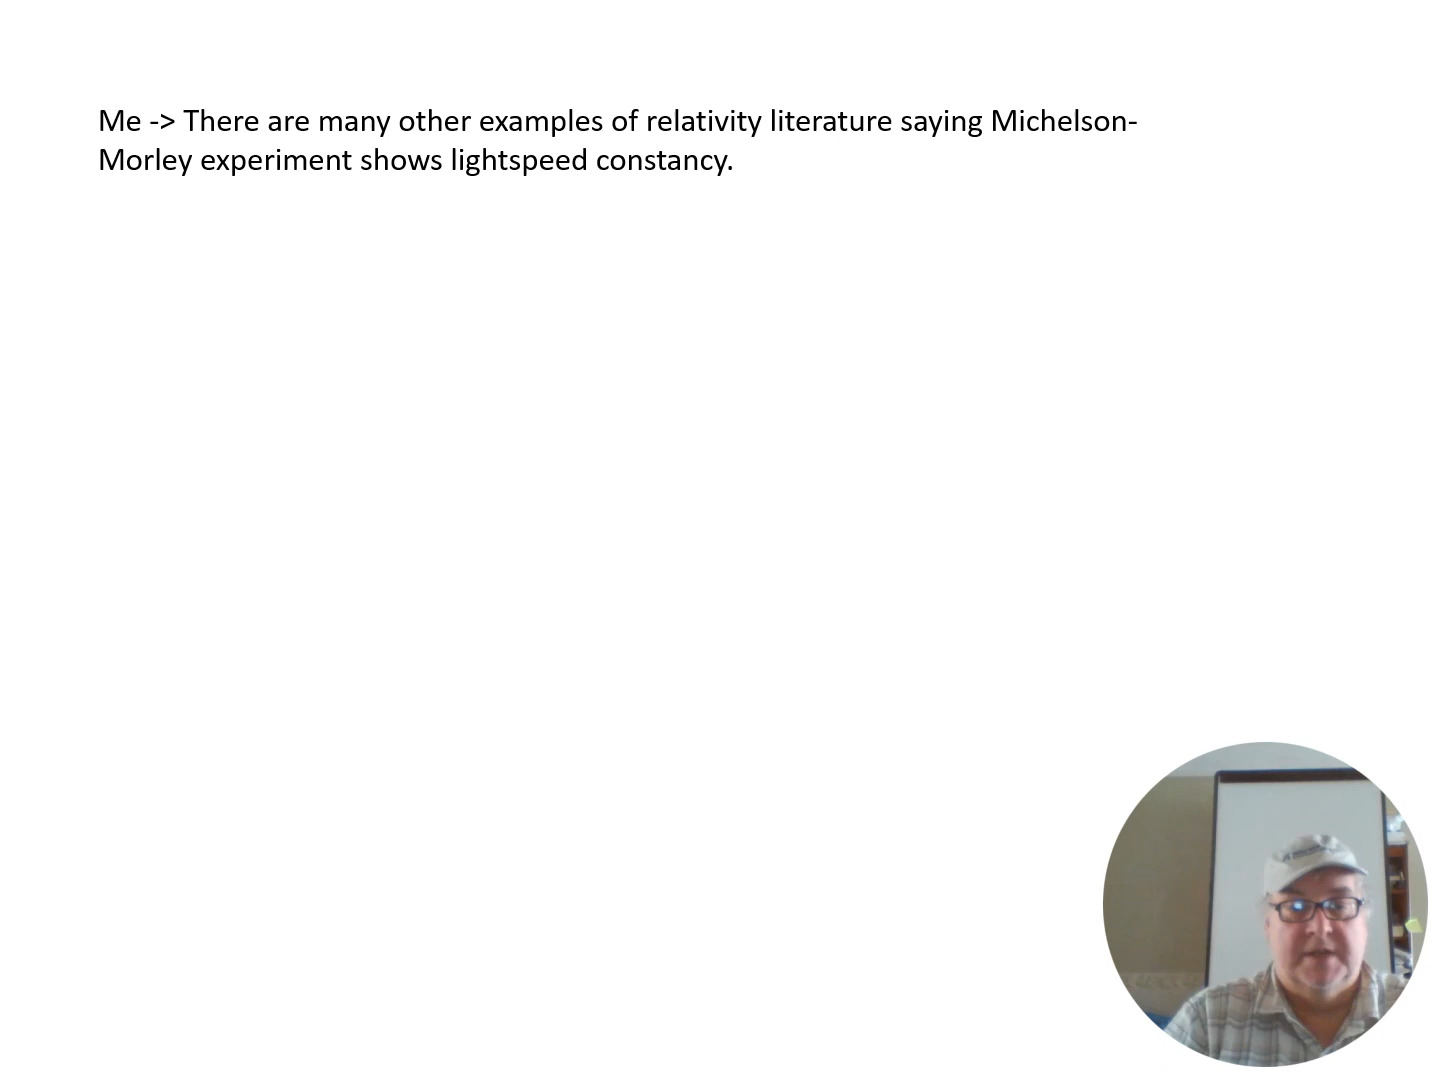 Me -> There are many other examples of relativity literature saying Michelson-
Morley experiment shows lightspeed constancy.